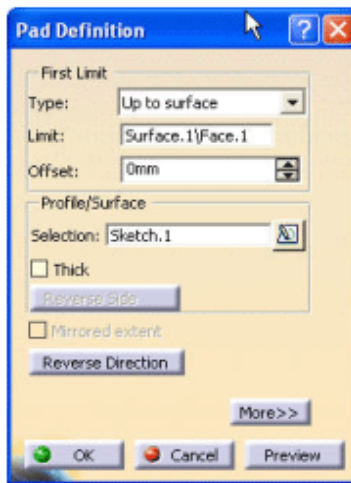 Pad Definition
First Limit
Type: Up to surface
Limit: Surface.1\Face.1
Offset: 0mm
Profile/Surface
Selection: Sketch.1
Thick
Reverse Side
Mirrored extent
Reverse Direction
More>>
OK Cancel Preview